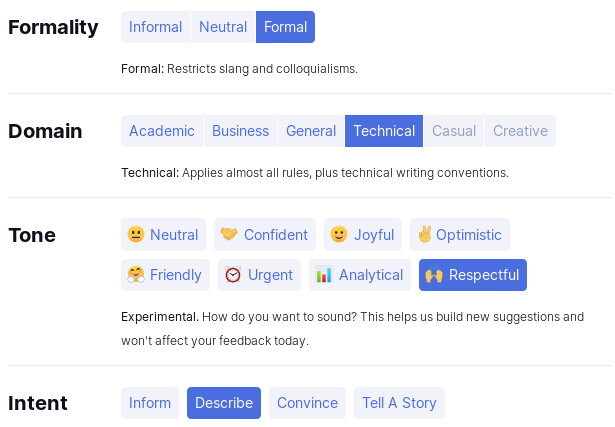 Formality
Informal Neutral Formal
Formal: Restricts slang and colloquialisms.
Domain
Academic Business General Technical Casual Creative
Technical: Applies almost all rules, plus technical writing conventions.
Tone
Neutral Confident Joyful Optimistic
Friendly Urgent Analytical Respectful
Experimental. How do you want to sound? This helps us build new suggestions and
won't affect your feedback today.
Intent
Inform Describe Convince Tell A Story